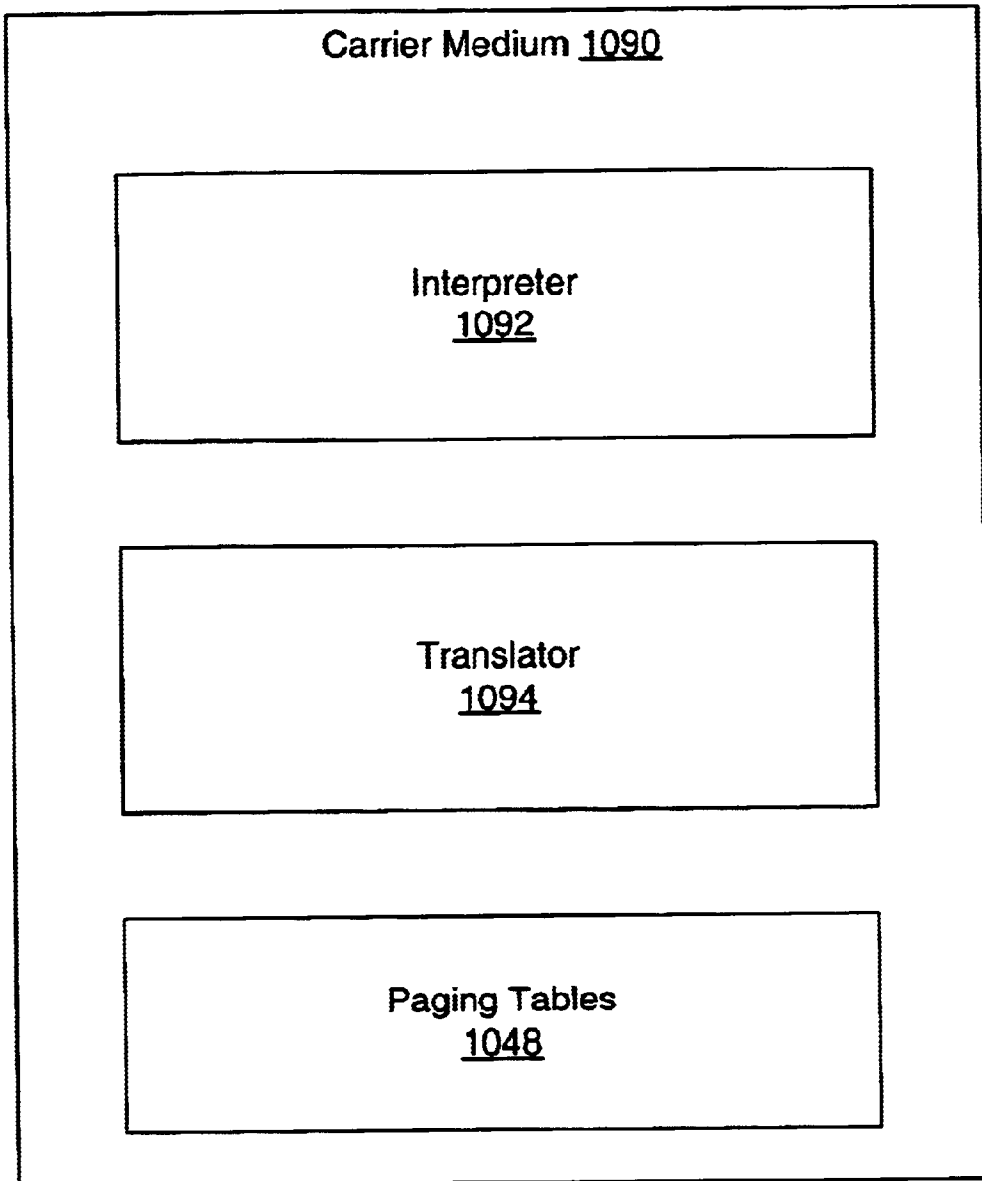 Carrier Medium 1090
Interpreter
1092
Translator
1094
Paging Tables
1048